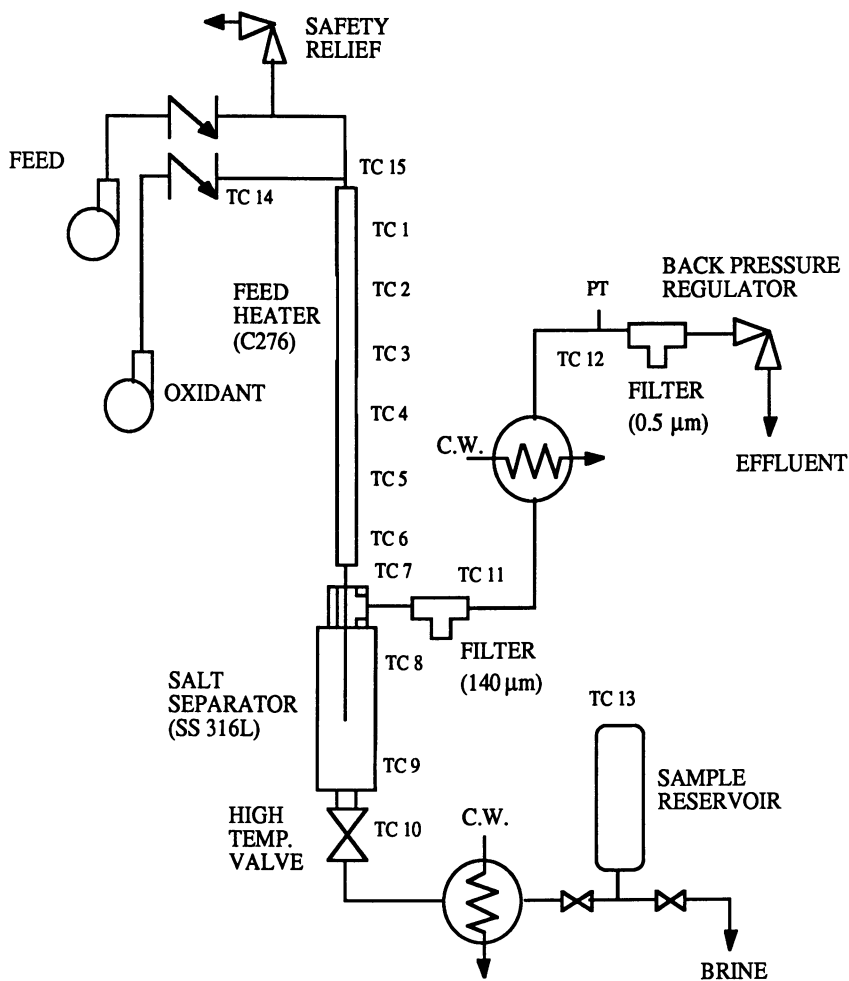 SAFETY
RELIEF
FEED
TC 15
TC 14
TC 1
FEED
HEATER
(C276)
TC 2
TC 3
TC 4
TC 5
TC 6
TC 7
OXIDANT
BACK PRESSURE
REGULATOR
PT
TC 12
FILTER
(0.5 µm)
C.W.
EFFLUENT
TC 11
FILTER
(140 µm)
TC 8
SALT
SEPARATOR
(SS 316L)
TC 9
HIGH
TEMP.
VALVE
TC 10
C.W.
TC 13
SAMPLE
RESERVOIR
BRINE